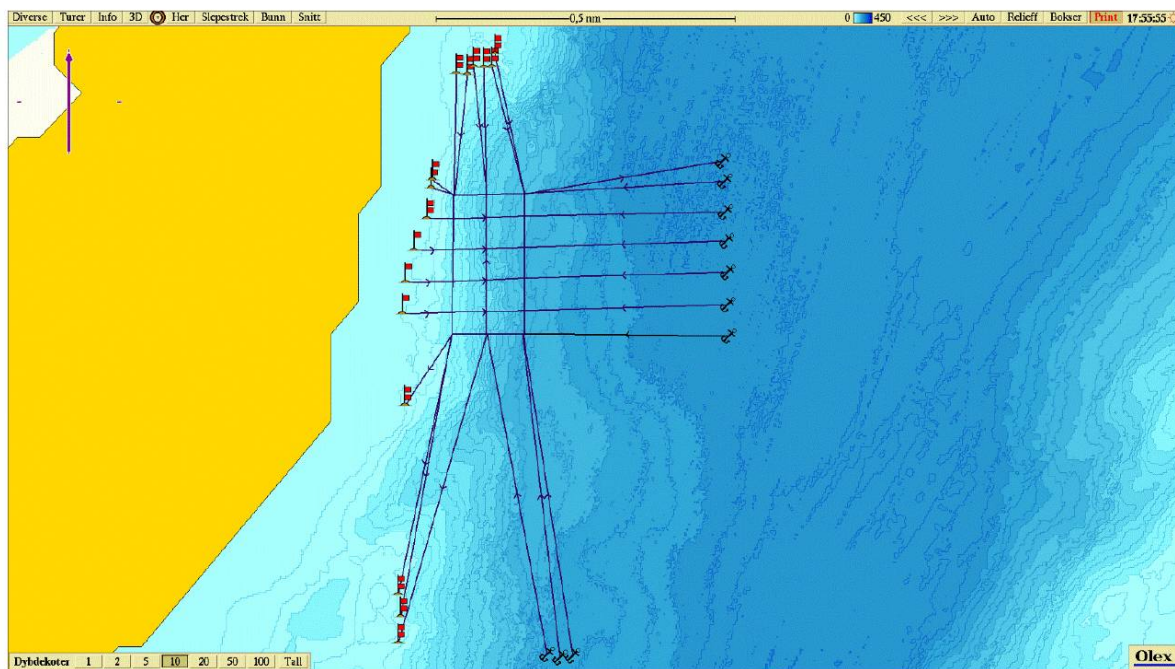 Diverse Turer Info 3D Her Slepestrek Bunn Snitt 0,5 nm 0 450 <<< >>> Auto Relieff Bokser Print 17:55:55
Dybdekoter 1 2 5 10 20 50 100 Tall Olex